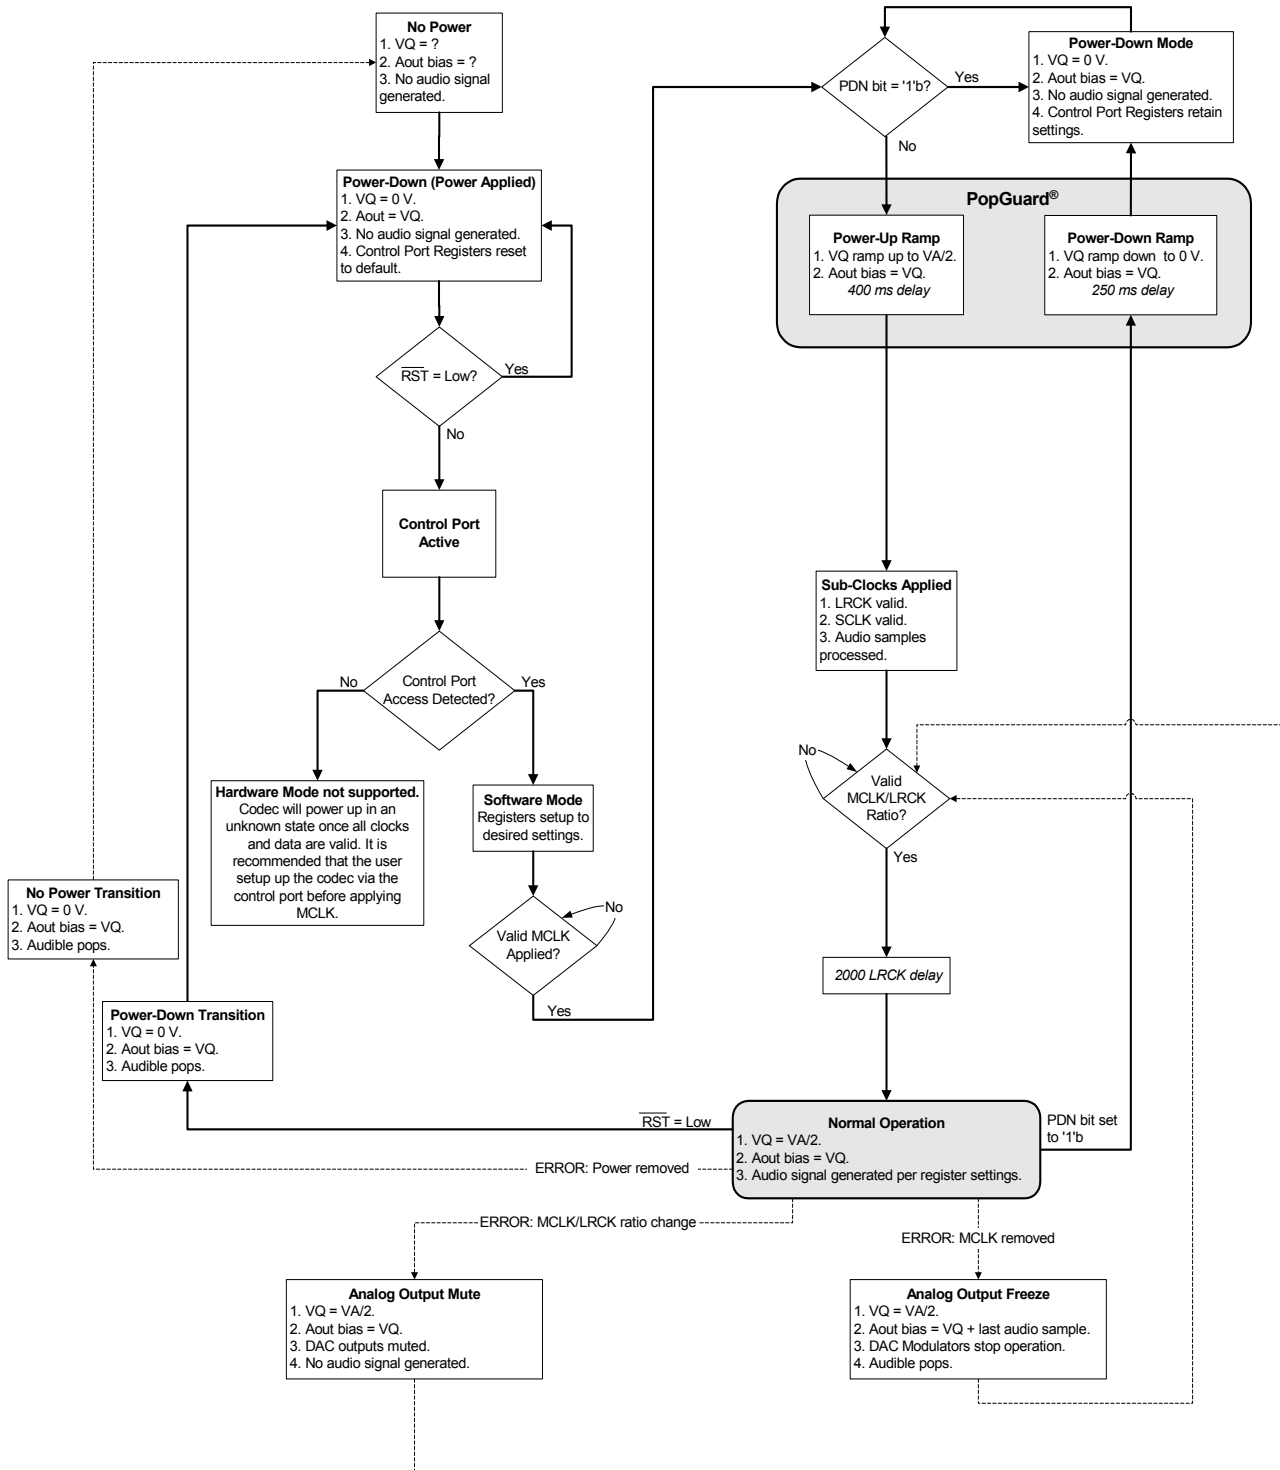 No Power
1. VQ = ?
2. Aout bias = ?
3. No audio signal
generated.
Power-Down (Power Applied)
1. VQ = 0 V.
2. Aout = VQ.
3. No audio signal generated.
4. Control Port Registers reset
to default.
RST = Low?
Yes
No
Control Port
Active
Control Port
Access Detected?
No
Yes
Hardware Mode not supported.
Codec will power up in an
unknown state once all clocks
and data are valid. It is
recommended that the user
setup up the codec via the
control port before applying
MCLK.
Software Mode
Registers setup to
desired settings.
Valid MCLK
Applied?
No
Yes
No Power Transition
1. VQ = 0 V.
2. Aout bias = VQ.
3. Audible pops.
Power-Down Transition
1. VQ = 0 V.
2. Aout bias = VQ.
3. Audible pops.
PDN bit = '1'b?
Yes
No
Power-Down Mode
1. VQ = 0 V.
2. Aout bias = VQ.
3. No audio signal generated.
4. Control Port Registers retain
settings.
PopGuard®
Power-Up Ramp
1. VQ ramp up to VA/2.
2. Aout bias = VQ.
400 ms delay
Power-Down Ramp
1. VQ ramp down to 0 V.
2. Aout bias = VQ.
250 ms delay
Sub-Clocks Applied
1. LRCK valid.
2. SCLK valid.
3. Audio samples
processed.
No
Valid
MCLK/LRCK
Ratio?
Yes
2000 LRCK delay
RST = Low
Normal Operation
1. VQ = VA/2.
2. Aout bias = VQ.
3. Audio signal generated per register settings.
PDN bit set
to '1'b
ERROR: Power removed
ERROR: MCLK/LRCK ratio change
ERROR: MCLK removed
Analog Output Mute
1. VQ = VA/2.
2. Aout bias = VQ.
3. DAC outputs muted.
4. No audio signal generated.
Analog Output Freeze
1. VQ = VA/2.
2. Aout bias = VQ + last audio sample.
3. DAC Modulators stop operation.
4. Audible pops.